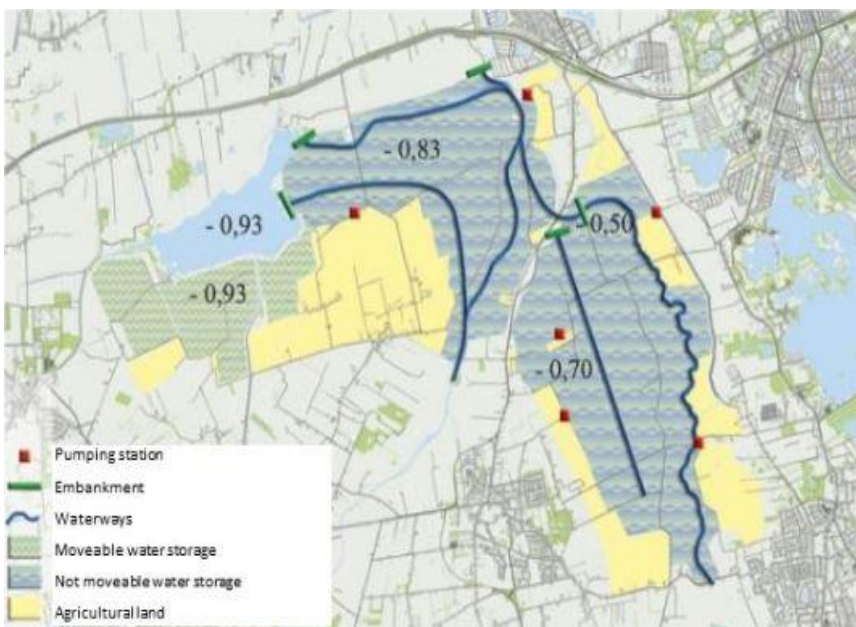 - 0,83
- 0,93
- 0,50
- 0,93
- 0,70
Pumping station
Embankment
Waterways
Moveable water storage
Not moveable water storage
Agricultural land